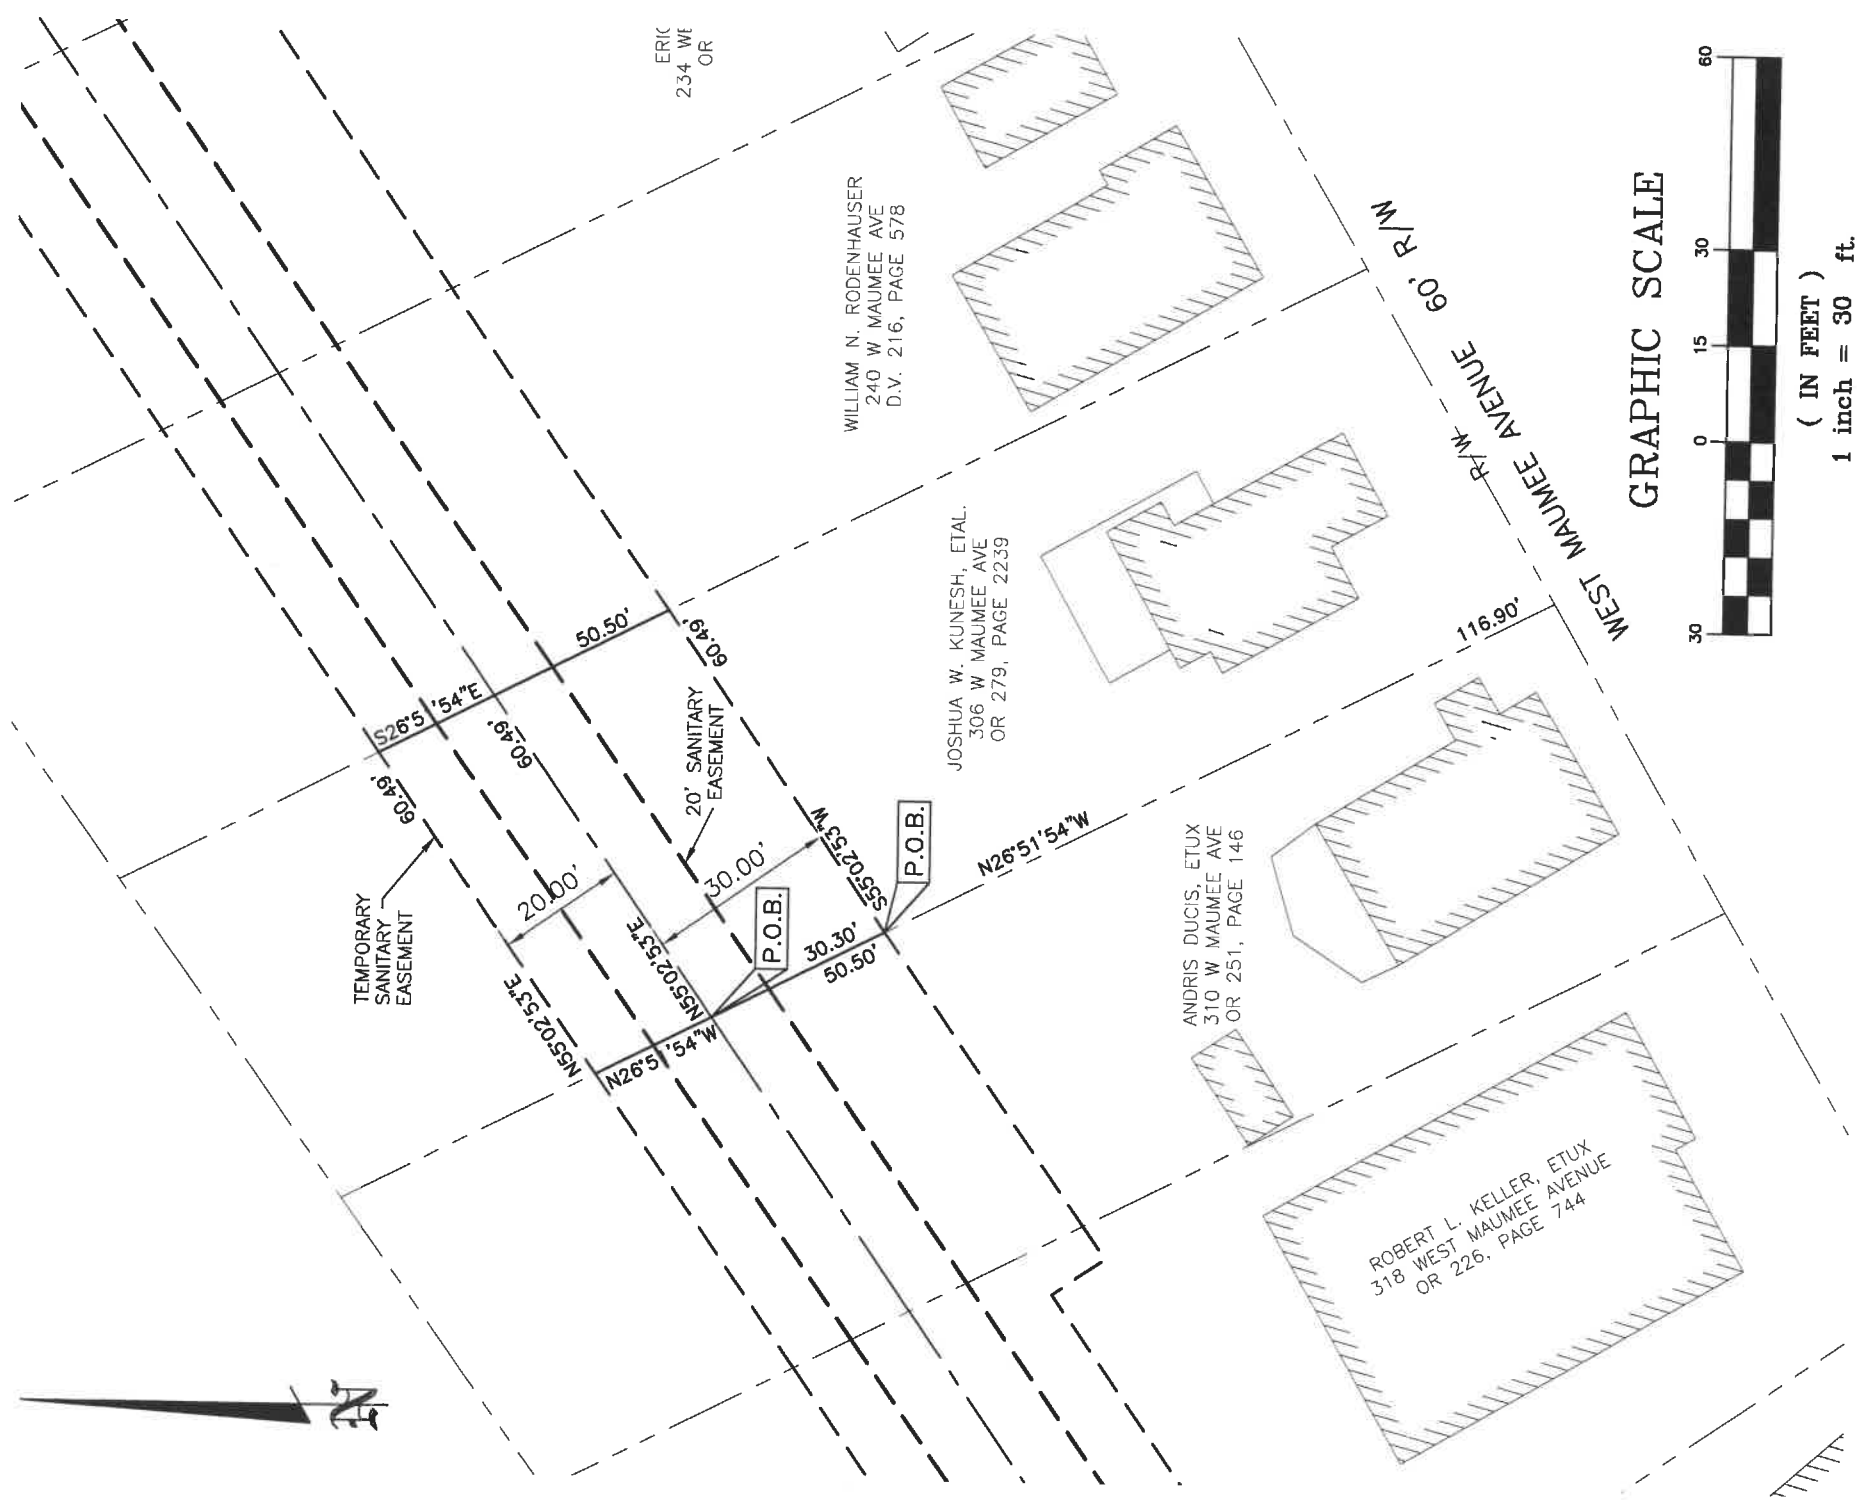 ERIC
234 WE
OR
WILLIAM N. RODENHAUSER
240 W MAUMEE AVE
D.V. 216, PAGE 578
60' R/W
R/W
WEST MAUMEE AVENUE
GRAPHIC SCALE
30
0
15
30
60
( IN FEET )
1 inch = 30 ft.
S26°5 '54"E
50.50'
60.49'
60.49'
60.49'
20' SANITARY
EASEMENT
JOSHUA W. KUNESH, ETAL.
306 W MAUMEE AVE
OR 279, PAGE 2239
116.90'
TEMPORARY
SANITARY
EASEMENT
20.00'
30.00'
S55°02'53"W
P.O.B.
P.O.B.
N26°51'54"W
N55°02'53"E
N55°02'53"E
30.30'
50.50'
N26°5 '54"W
ANDRIS DUCIS, ETUX
310 W MAUMEE AVE
OR 251, PAGE 146
ROBERT L. KELLER, ETUX
318 WEST MAUMEE AVENUE
OR 226, PAGE 744
N